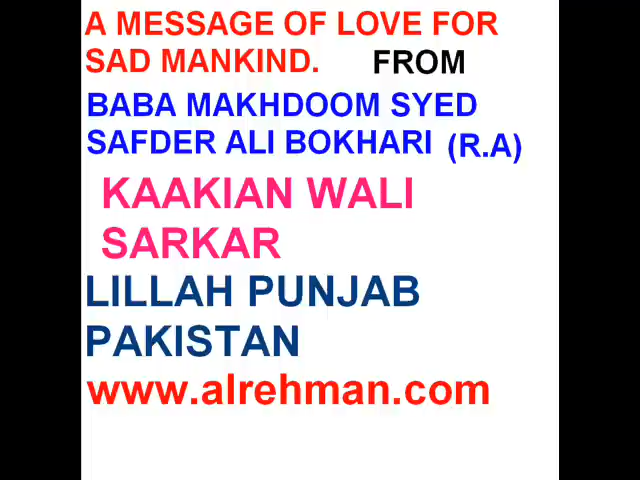 A MESSAGE OF LOVE FOR
SAD MANKIND. FROM
BABA MAKHDOOM SYED
SAFDER ALI BOKHARI (R.A)
KAAKIAN WALI
SARKAR
LILLAH PUNJAB
PAKISTAN
www.alrehman.com